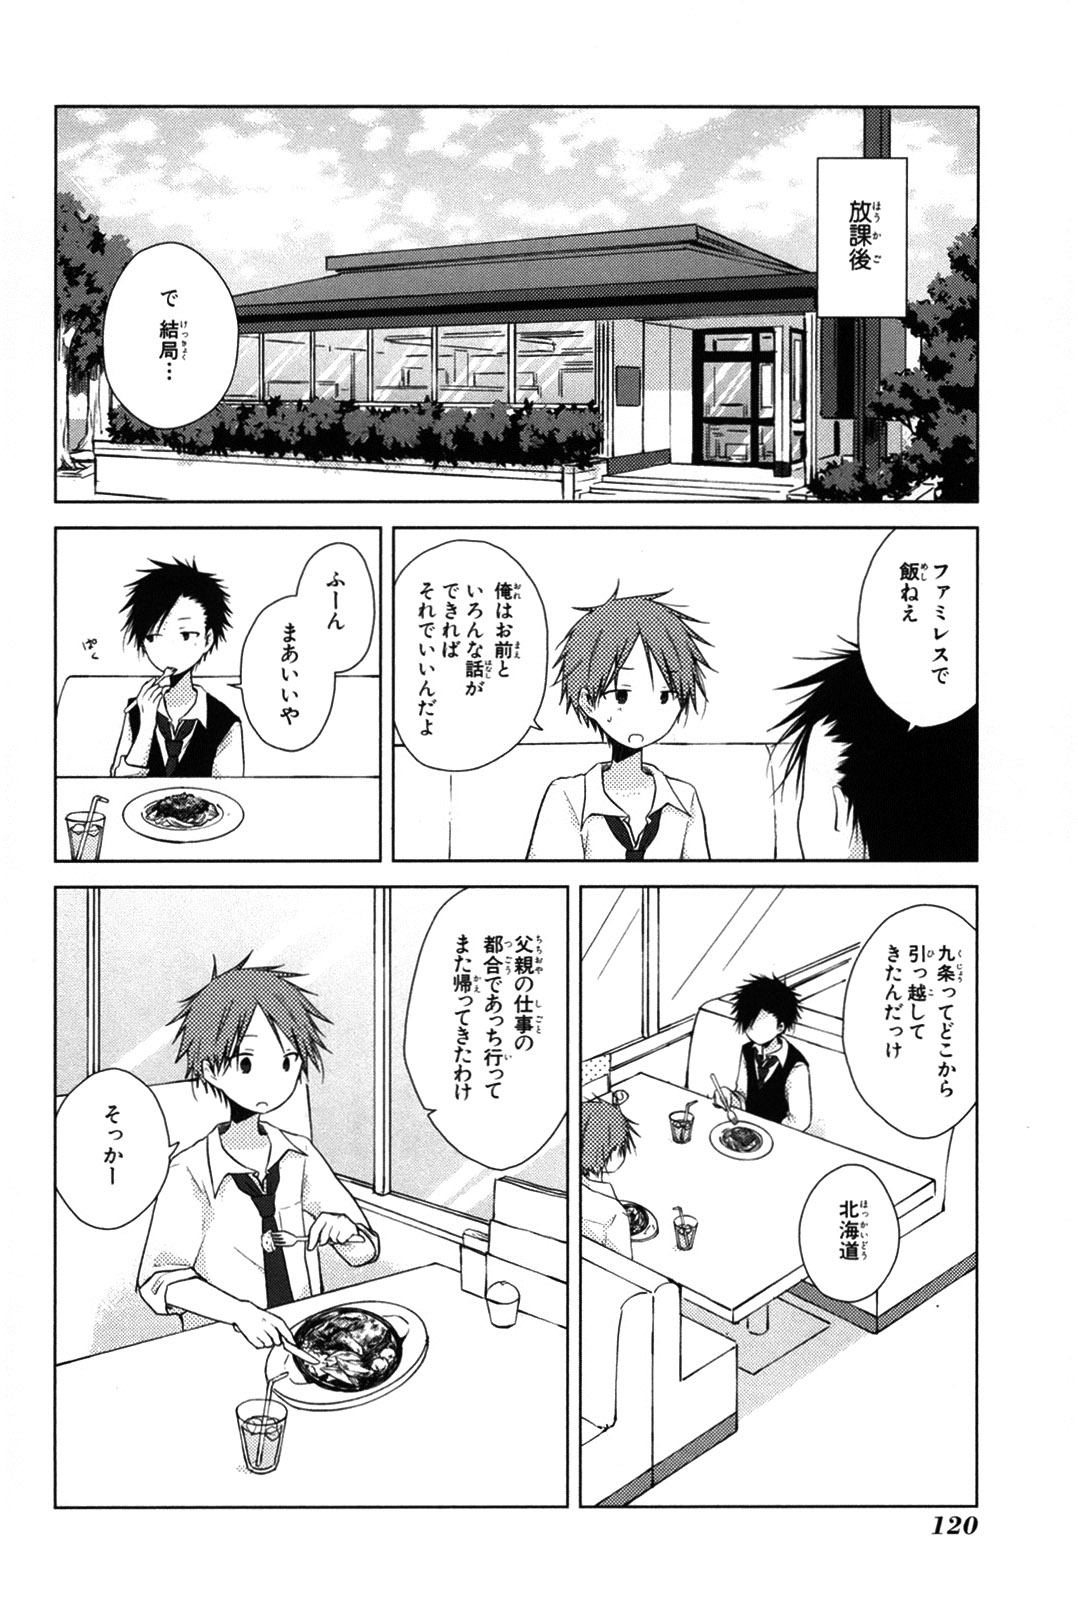 放課後
で 結局…
ファミレスで
飯ねぇ
俺はお前と
いろんな話が
できれば
それでいいんだよ
ふーん
まあいいや
ぱく
九条ってどこから
引っ越して
きたんだっけ
北海道
父親の仕事の
都合であっち行って
また帰ってきたわけ
そっかー
120